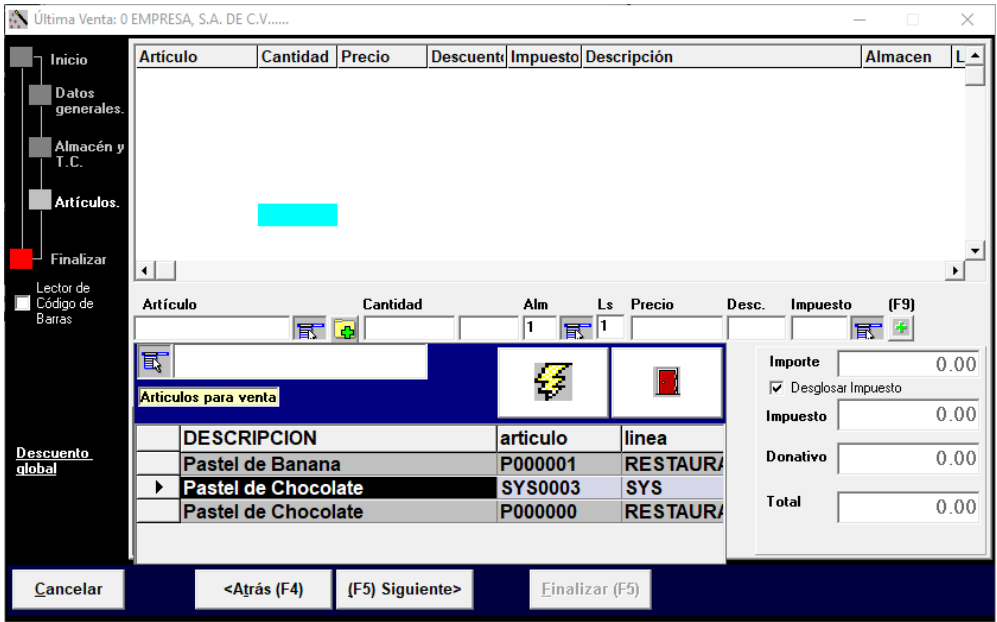 Última Venta: 0 EMPRESA, S.A. DE C.V......
Inicio
Datos
generales.
Almacén y
T.C.
Artículos.
Finalizar
Lector de
Código de
Barras
Descuento
global
Artículo Cantidad Precio Descuento Impuesto Descripción Almacen L
Artículo Cantidad Alm Ls Precio Desc. Impuesto (F9)
1 1
Articulos para venta
DESCRIPCION articulo linea
Pastel de Banana P000001 RESTAURA
Pastel de Chocolate SYS0003 SYS
Pastel de Chocolate P000000 RESTAURA
Importe 0.00
Desglosar Impuesto
Impuesto 0.00
Donativo 0.00
Total 0.00
Cancelar <Atrás (F4) (F5) Siguiente> Finalizar (F5)